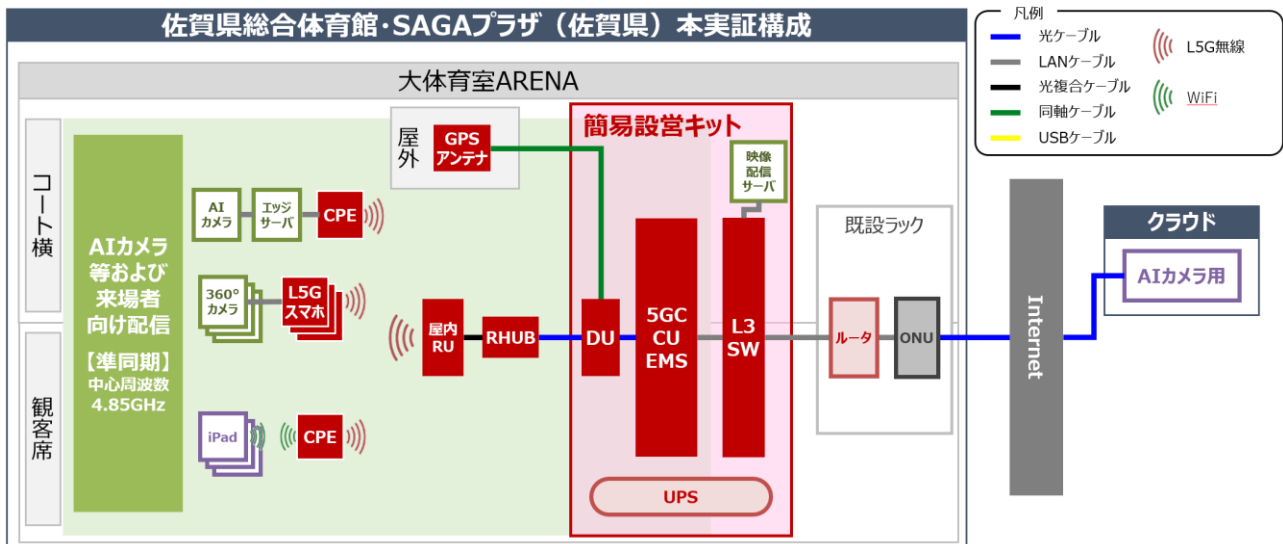 佐賀県総合体育館・SAGAプラザ（佐賀県）本実証構成
凡例
光ケーブル
LANケーブル
光複合ケーブル
同軸ケーブル
USBケーブル
L5G無線
WiFi
大体育室ARENA
コート横
観客席
AIカメラ
等および
来場者
向け配信
【準同期】
中心周波数
4.85GHz
屋外
GPS
アンテナ
AI
カメラ
エッジ
サーバ
CPE
360°
カメラ
L5G
スマホ
iPad
CPE
屋内
RU
RHUB
簡易設営キット
DU
5GC
CU
EMS
L3
SW
映像
配信
サーバ
UPS
既設ラック
ルータ
ONU
Internet
クラウド
AIカメラ用